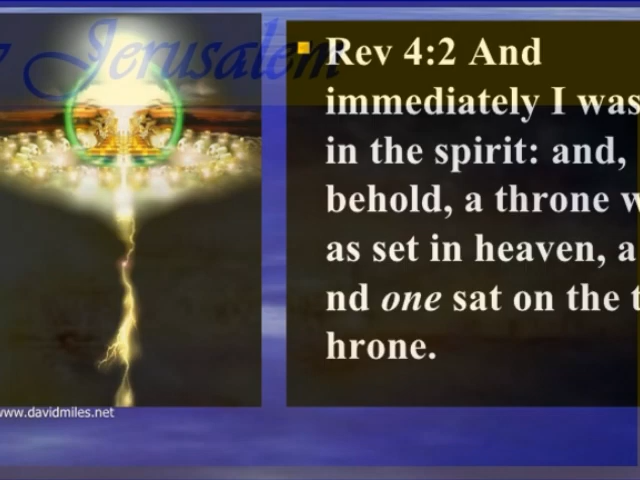 Jerusalem
Rev 4:2 And
immediately I was
in the spirit: and,
behold, a throne w
as set in heaven, a
nd one sat on the t
hrone.
www.davidmiles.net